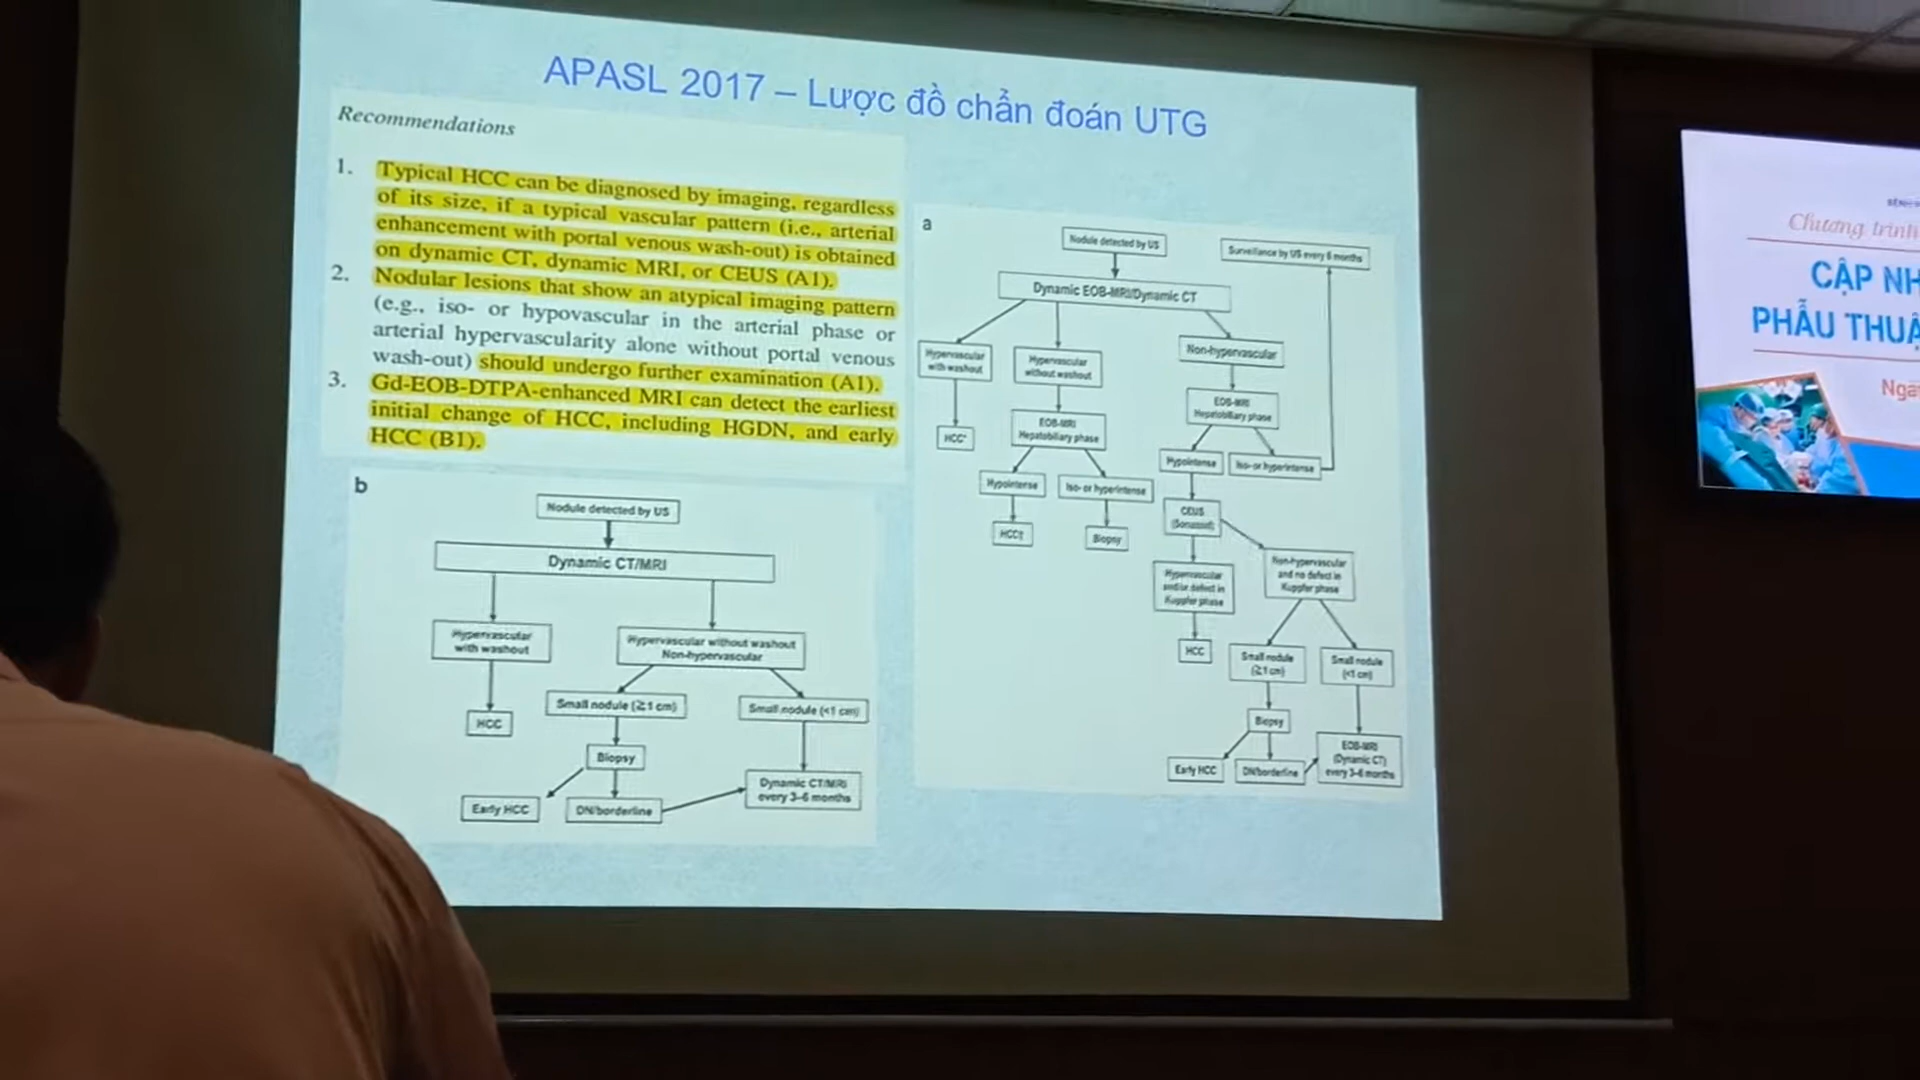 APASL 2017 – Lược đồ chẩn đoán UTG
Recommendations
1. Typical HCC can be diagnosed by imaging, regardless
of its size, if a typical vascular pattern (i.e., arterial
enhancement with portal venous wash-out) is obtained
on dynamic CT, dynamic MRI, or CEUS (A1).
2. Nodular lesions that show an atypical imaging pattern
(e.g., iso- or hypovascular in the arterial phase or
arterial hypervascularity alone without portal venous
wash-out) should undergo further examination (A1).
3. Gd-EOB-DTPA-enhanced MRI can detect the earliest
initial change of HCC, including HGDN, and early
HCC (B1).
b
Nodule detected by US
Dynamic CT/MRI
Hypervascular
with washout
Hypervascular without washout
Non-hypervascular
HCC
Small nodule (≧1 cm)
Small nodule (<1 cm)
Biopsy
Early HCC
DN/borderline
Dynamic CT/MRI
every 3–6 months
a
Nodule detected by US
Surveillance by US every 6 months
Dynamic EOB-MRI/Dynamic CT
Hypervascular
with washout
Hypervascular
without washout
Non-hypervascular
HCC*
EOB-MRI
Hepatobiliary phase
EOB-MRI
Hepatobiliary phase
Hypointense
Iso- or hyperintense
Hypointense
Iso- or hyperintense
HCC†
Biopsy
CEUS
(Sonazoid)
Hypervascular
and/or defect in
Kupffer phase
Non-hypervascular
and no defect in
Kupffer phase
HCC
Small nodule
(≧1 cm)
Small nodule
(<1 cm)
Biopsy
Early HCC
DN/borderline
EOB-MRI
(Dynamic CT)
every 3–6 months
Chương trình
CẬP NH
PHẪU THUẬ
Ngà